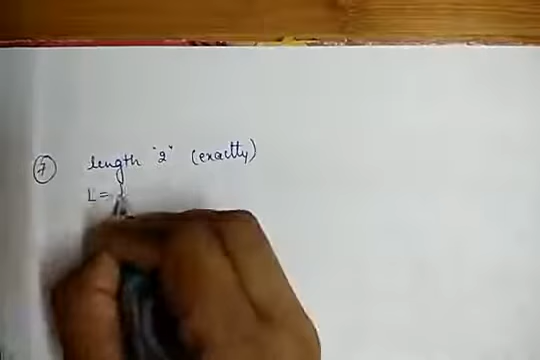 7 length "2" (exactly)
L =